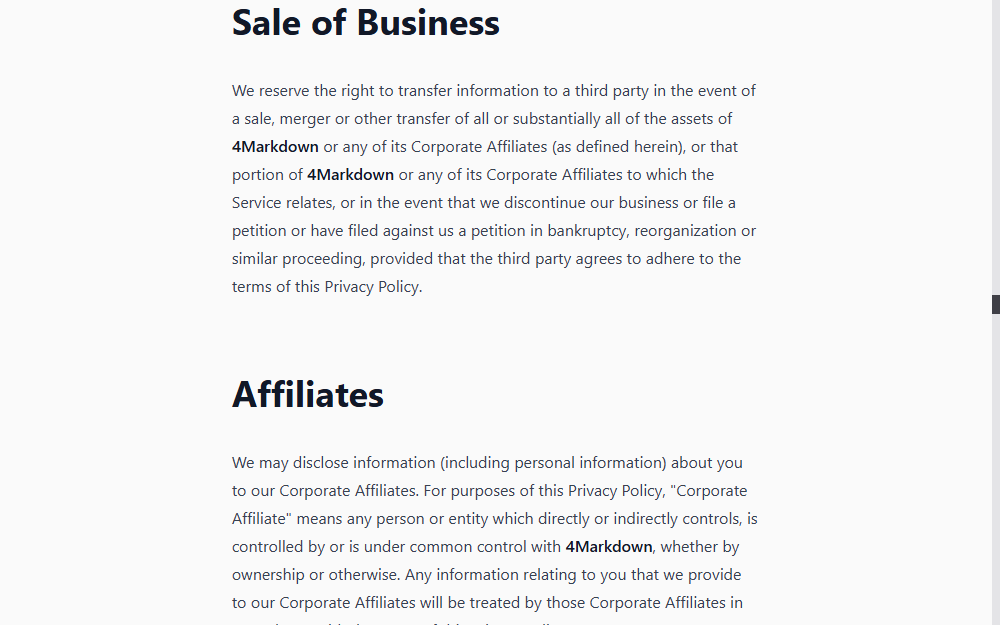 Sale of Business
We reserve the right to transfer information to a third party in the event of
a sale, merger or other transfer of all or substantially all of the assets of
4Markdown or any of its Corporate Affiliates (as defined herein), or that
portion of 4Markdown or any of its Corporate Affiliates to which the
Service relates, or in the event that we discontinue our business or file a
petition or have filed against us a petition in bankruptcy, reorganization or
similar proceeding, provided that the third party agrees to adhere to the
terms of this Privacy Policy.
Affiliates
We may disclose information (including personal information) about you
to our Corporate Affiliates. For purposes of this Privacy Policy, "Corporate
Affiliate" means any person or entity which directly or indirectly controls, is
controlled by or is under common control with 4Markdown, whether by
ownership or otherwise. Any information relating to you that we provide
to our Corporate Affiliates will be treated by those Corporate Affiliates in